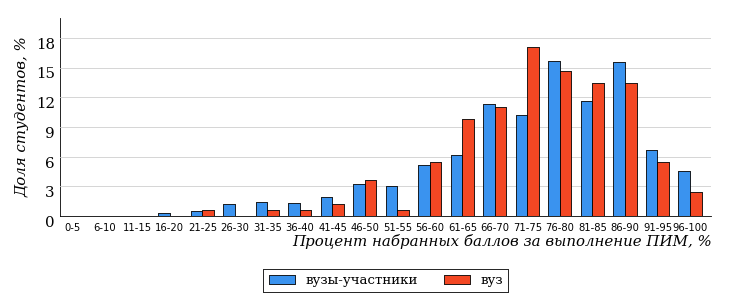 Доля студентов, %
18
15
12
9
6
3
0
0-5 6-10 11-15 16-20 21-25 26-30 31-35 36-40 41-45 46-50 51-55 56-60 61-65 66-70 71-75 76-80 81-85 86-90 91-95 96-100
Процент набранных баллов за выполнение ПИМ, %
вузы-участники вуз